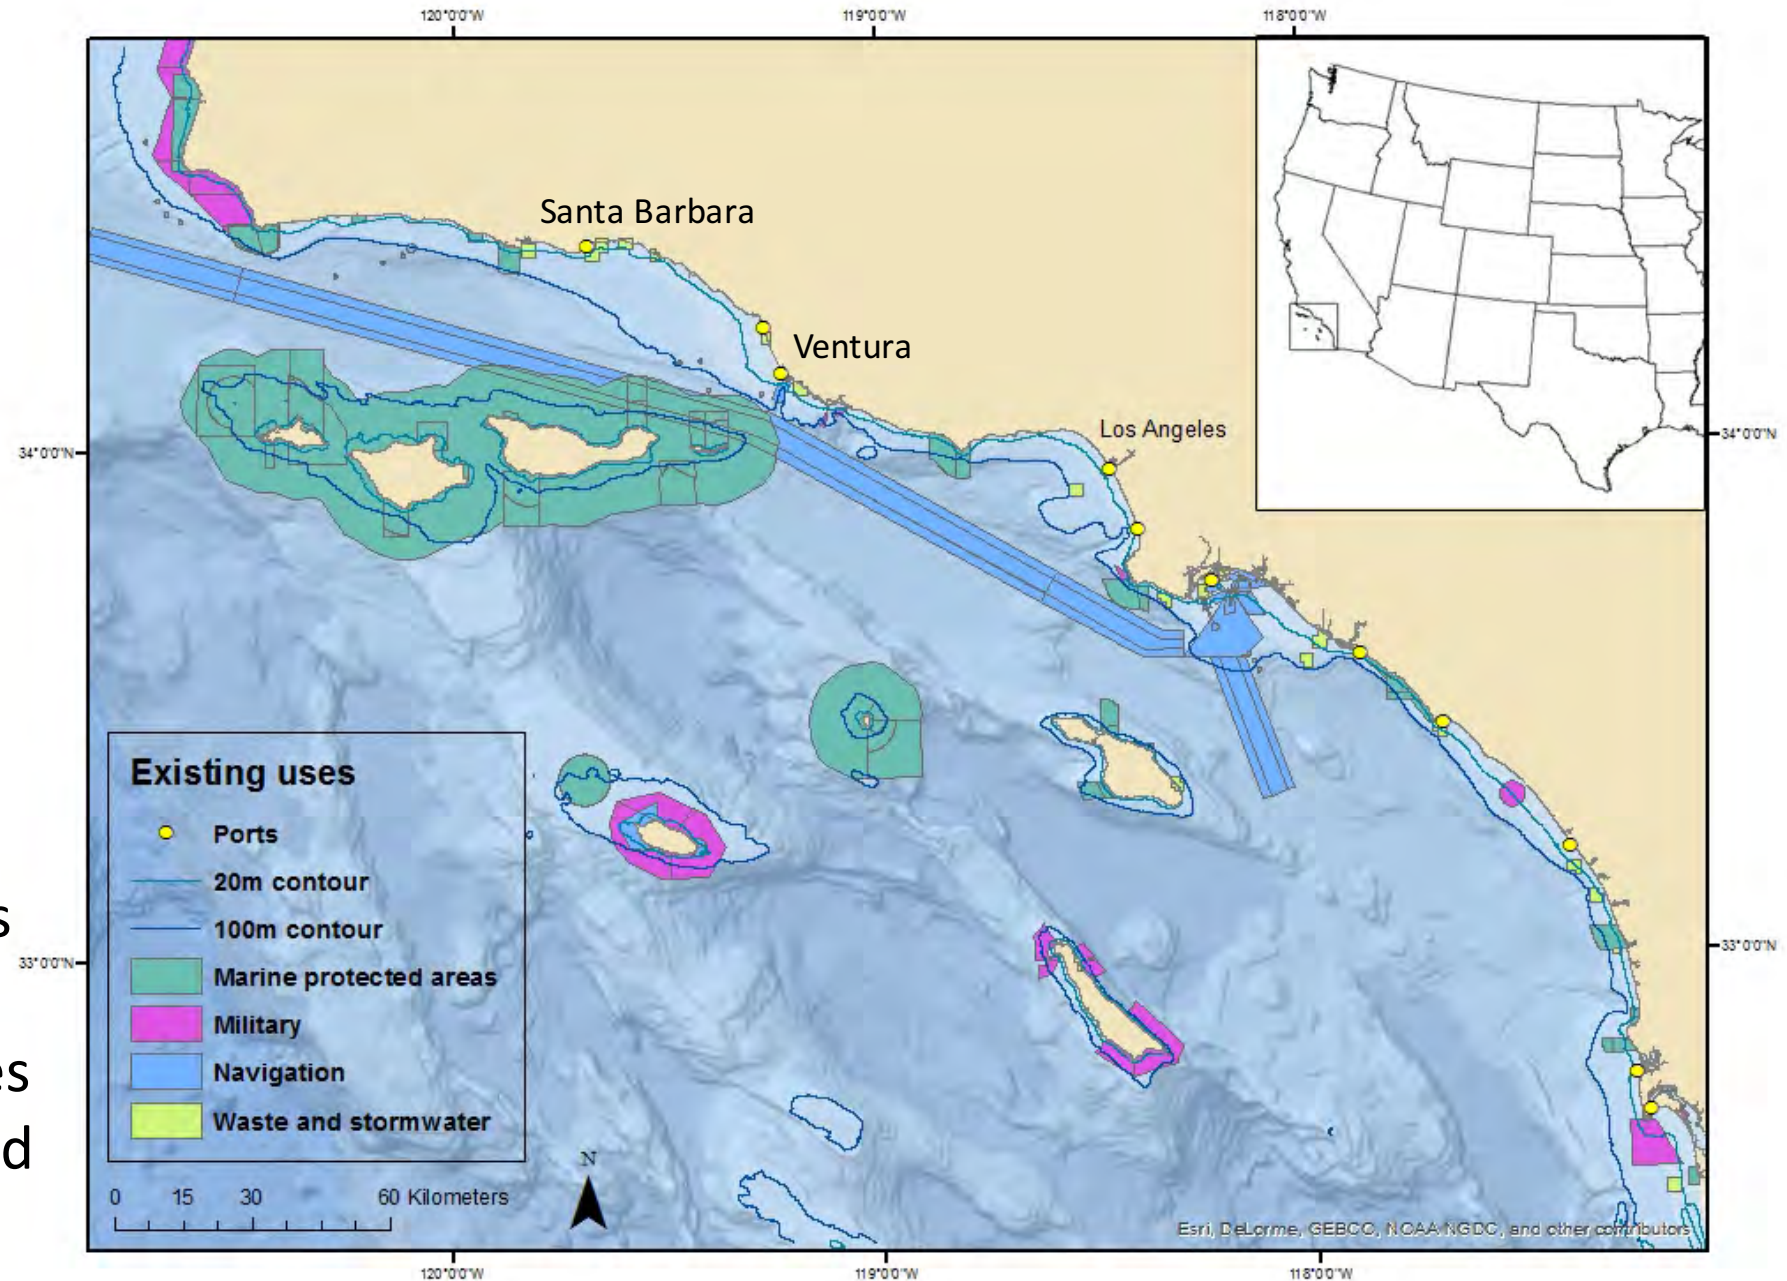 120°0'0"W 119°0'0"W 118°0'0"W
Santa Barbara
Ventura
Los Angeles
34°0'0"N 34°0'0"N
Existing uses
Ports
20m contour
100m contour
Marine protected areas
Military
Navigation
Waste and stormwater
s
es
d
33°0'0"N 33°0'0"N
N
0 15 30 60 Kilometers
Esri, DeLorme, GEBCO, NOAA NGDC, and other contributors
120°0'0"W 119°0'0"W 118°0'0"W